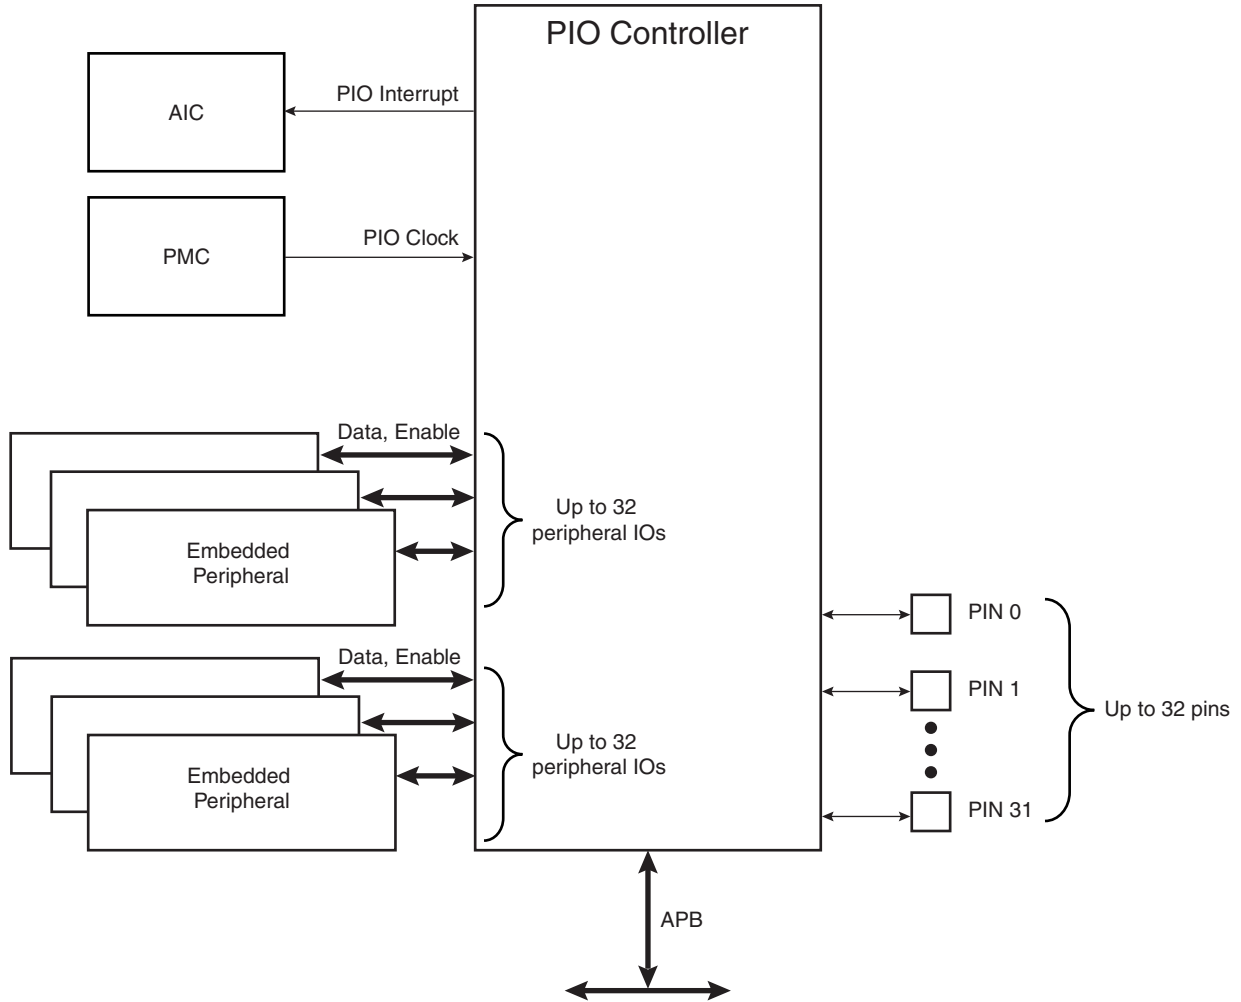 PIO Controller
PIO Interrupt
AIC
PIO Clock
PMC
Data, Enable
Up to 32
peripheral IOs
Embedded
Peripheral
PIN 0
Data, Enable
PIN 1
Up to 32 pins
Up to 32
peripheral IOs
Embedded
Peripheral
PIN 31
APB